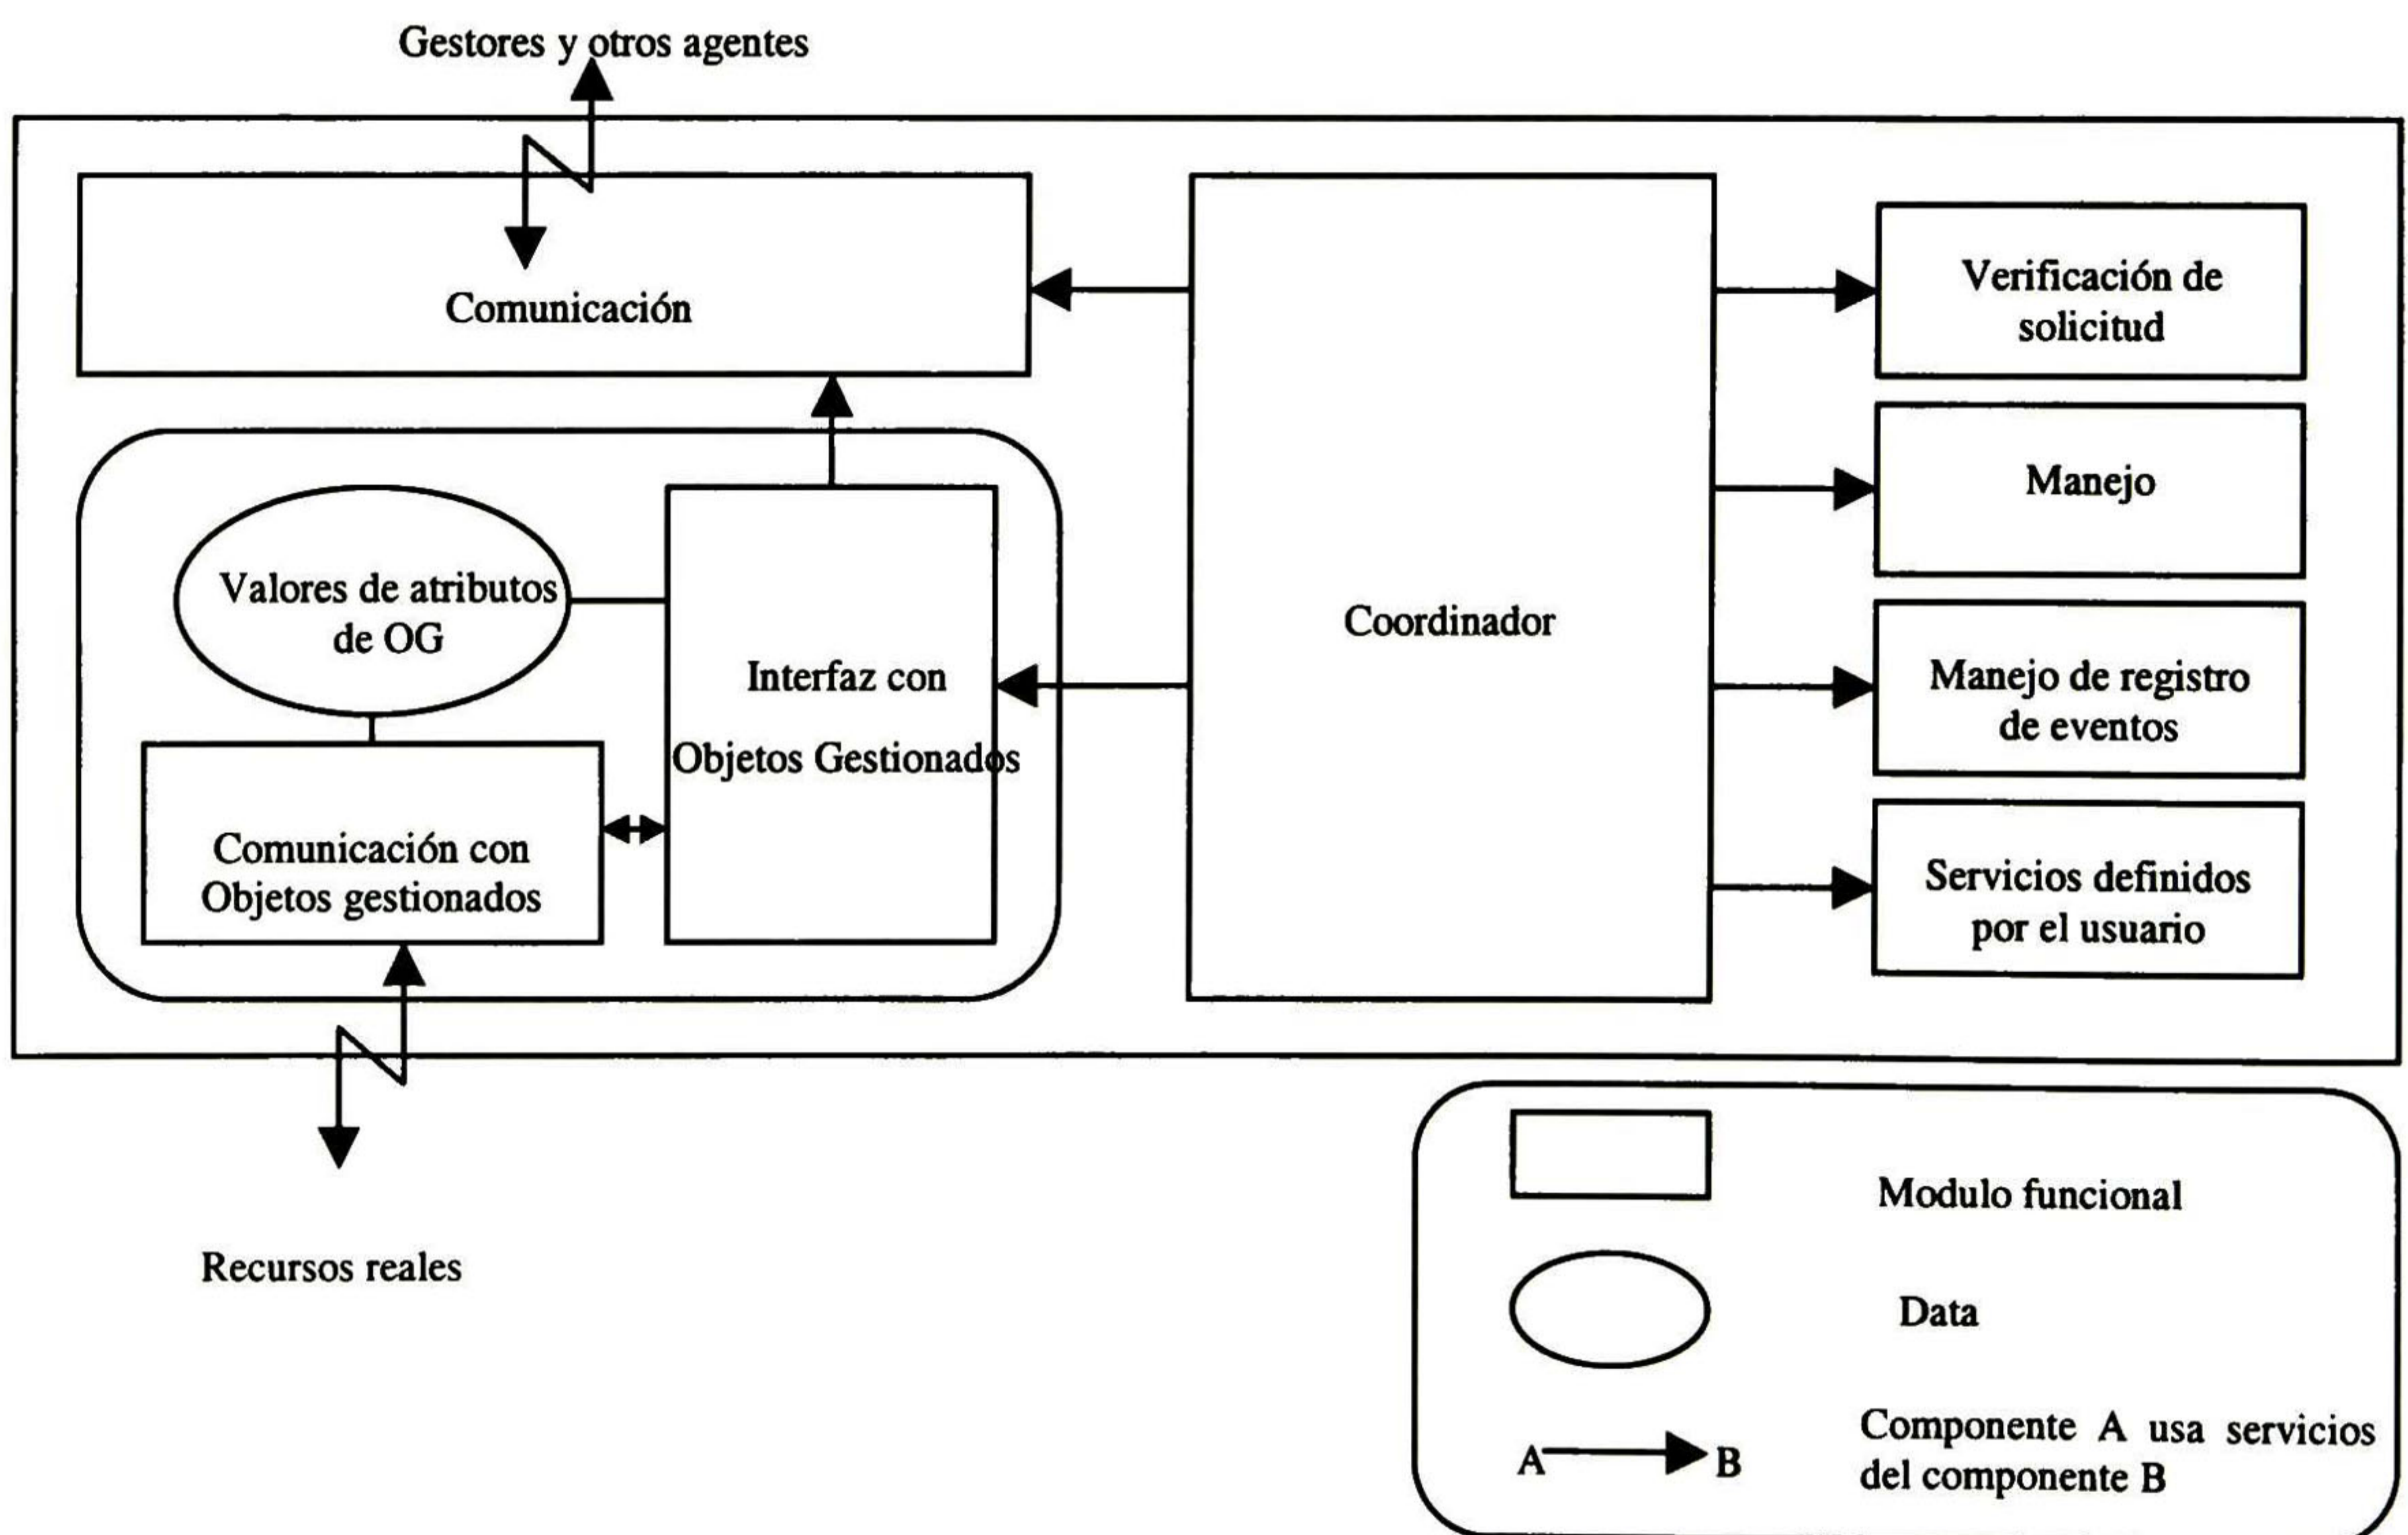 Gestores y otros agentes
Comunicación
Valores de atributos
de OG
Interfaz con
Objetos Gestionados
Comunicación con
Objetos gestionados
Coordinador
Verificación de
solicitud
Manejo
Manejo de registro
de eventos
Servicios definidos
por el usuario
Recursos reales
Modulo funcional
Data
A B
Componente A usa servicios
del componente B